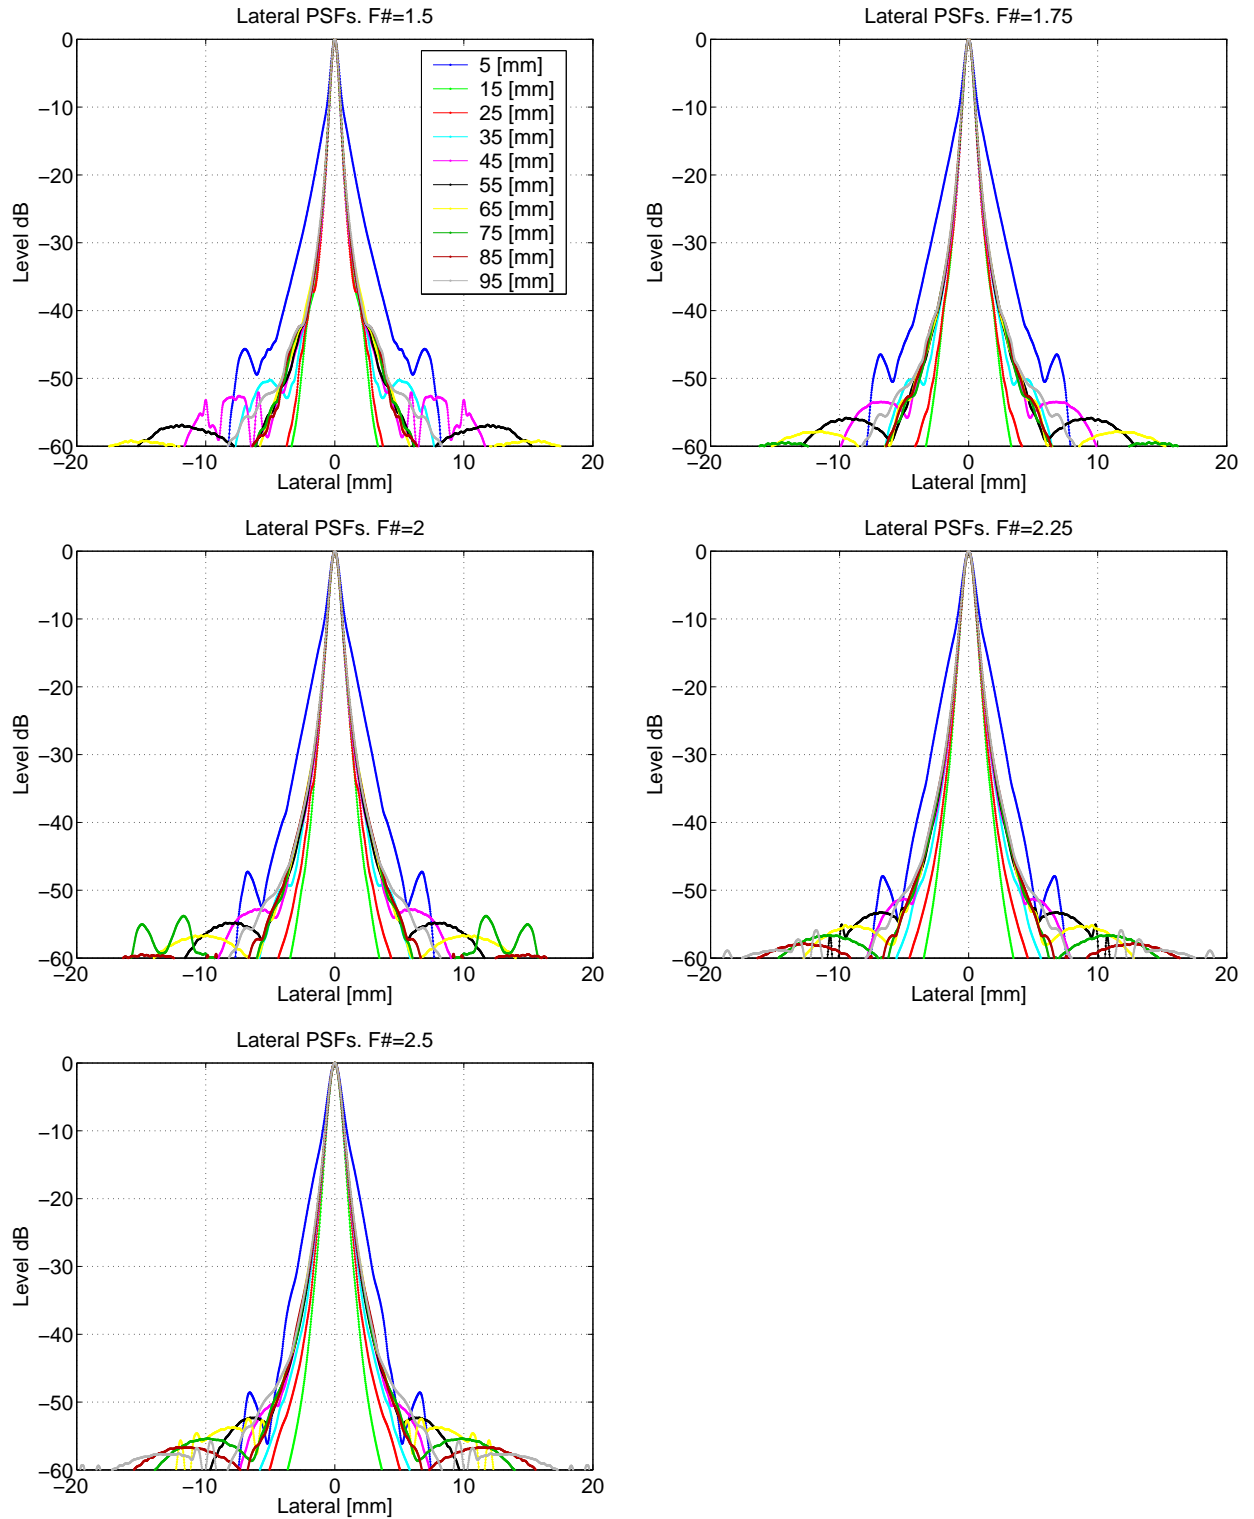 Lateral PSFs. F#=1.5
0
−10
−20
−30
−40
−50
−60
Level dB
−20
−10
0
10
20
Lateral [mm]
5 [mm]
15 [mm]
25 [mm]
35 [mm]
45 [mm]
55 [mm]
65 [mm]
75 [mm]
85 [mm]
95 [mm]
Lateral PSFs. F#=1.75
0
−10
−20
−30
−40
−50
−60
Level dB
−20
−10
0
10
20
Lateral [mm]
Lateral PSFs. F#=2
0
−10
−20
−30
−40
−50
−60
Level dB
−20
−10
0
10
20
Lateral [mm]
Lateral PSFs. F#=2.25
0
−10
−20
−30
−40
−50
−60
Level dB
−20
−10
0
10
20
Lateral [mm]
Lateral PSFs. F#=2.5
0
−10
−20
−30
−40
−50
−60
Level dB
−20
−10
0
10
20
Lateral [mm]